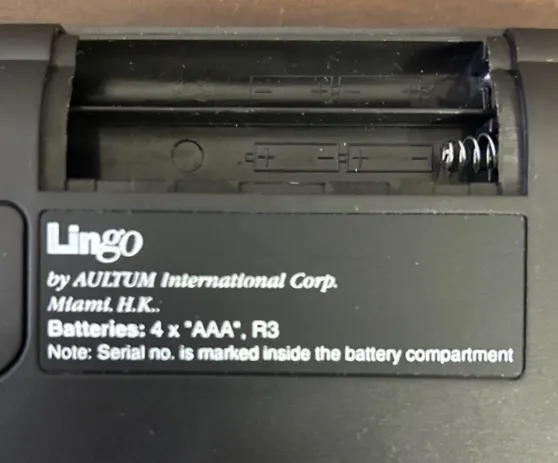 Lingo
by AULTUM International Corp.
Miami. H.K..
Batteries: 4 x "AAA", R3
Note: Serial no. is marked inside the battery compartment